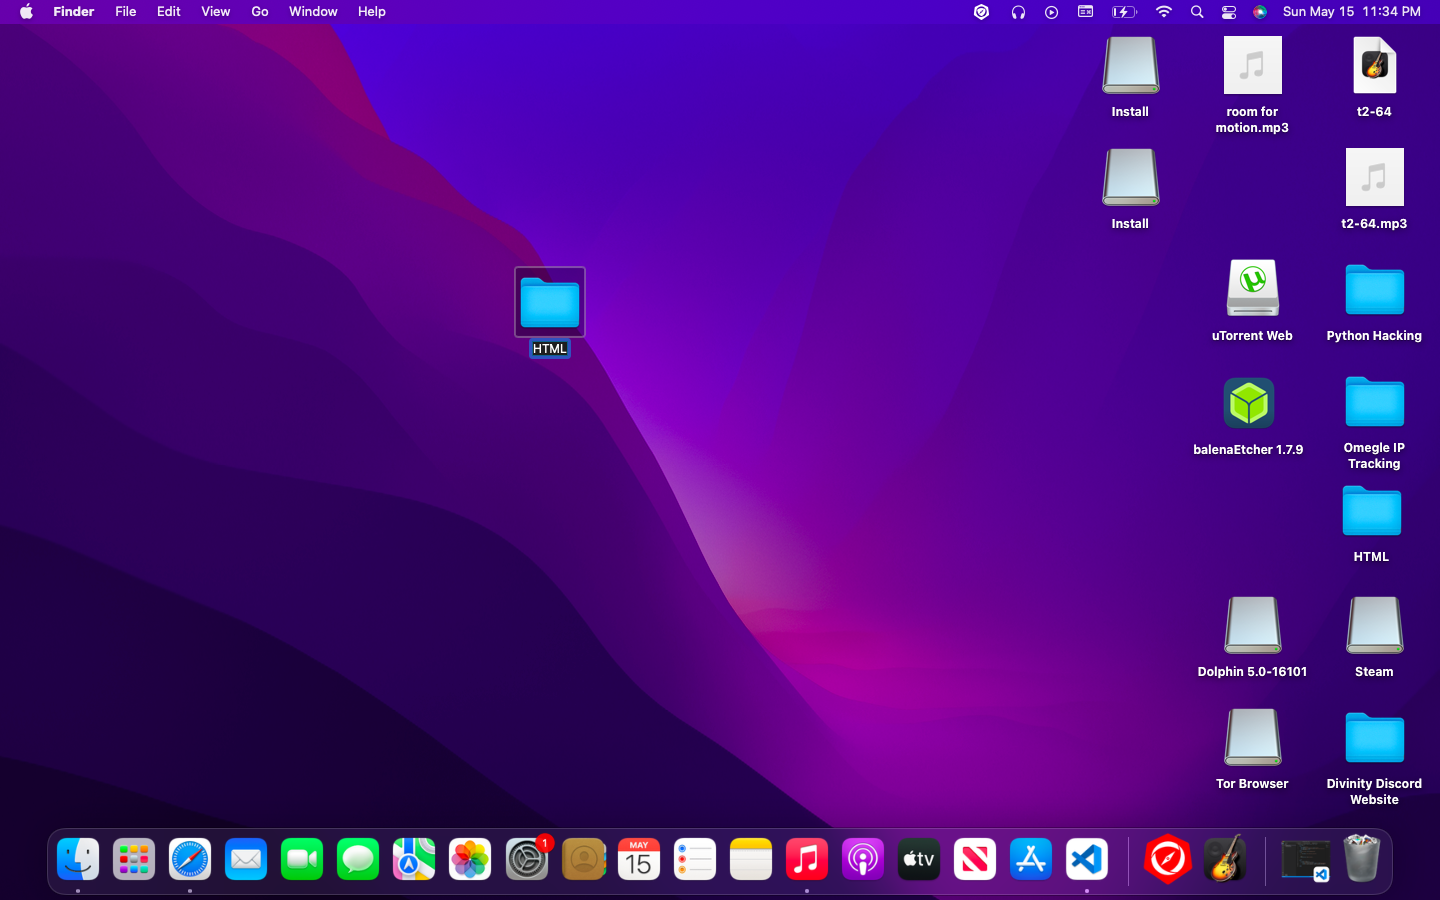 Finder File Edit View Go Window Help Sun May 15 11:34 PM
Install
room for
motion.mp3
t2-64
Install
t2-64.mp3
HTML
uTorrent Web
Python Hacking
balenaEtcher 1.7.9
Omegle IP
Tracking
HTML
Dolphin 5.0-16101
Steam
Tor Browser
Divinity Discord
Website
1
MAY
15
tv